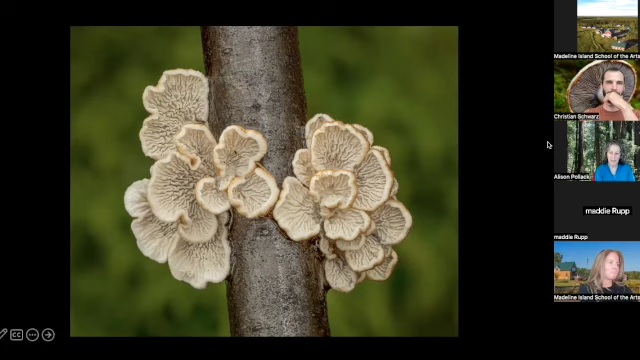 Madeline Island School of the Arts
Christian Schwarz
Alison Pollack
maddie Rupp
maddie Rupp
Madeline Island School of the Arts
CC